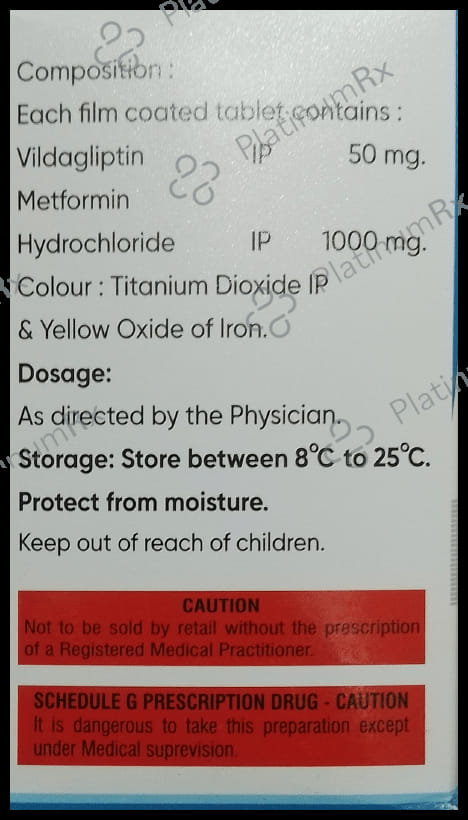 Composition :
Each film coated tablet contains :
Vildagliptin IP 50 mg.
Metformin
Hydrochloride IP 1000 mg.
Colour : Titanium Dioxide IP
& Yellow Oxide of Iron.
Dosage:
As directed by the Physician.
Storage: Store between 8°C to 25°C.
Protect from moisture.
Keep out of reach of children.
CAUTION
Not to be sold by retail without the prescription
of a Registered Medical Practitioner.
SCHEDULE G PRESCRIPTION DRUG - CAUTION
It is dangerous to take this preparation except
under Medical suprevision.
PlatinumRx
PlatinumRx